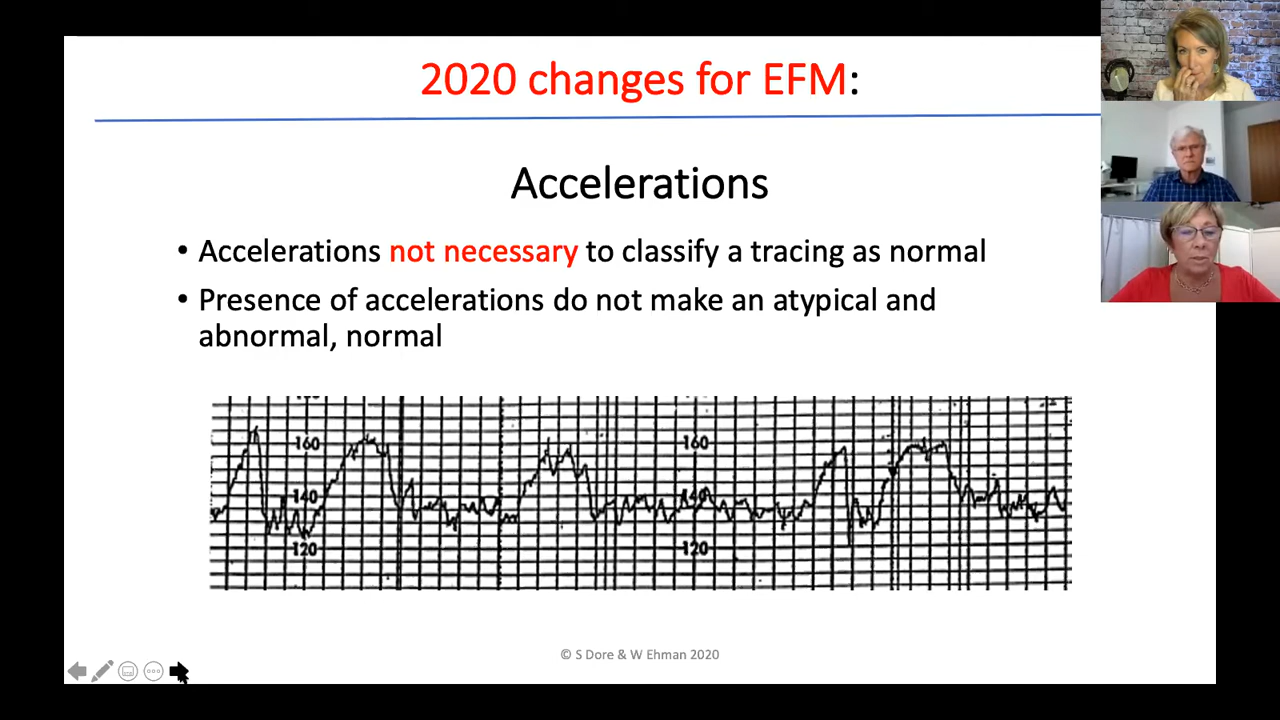 2020 changes for EFM:
Accelerations
• Accelerations not necessary to classify a tracing as normal
• Presence of accelerations do not make an atypical and
abnormal, normal
160 160
140 140
120 120
© S Dore & W Ehman 2020